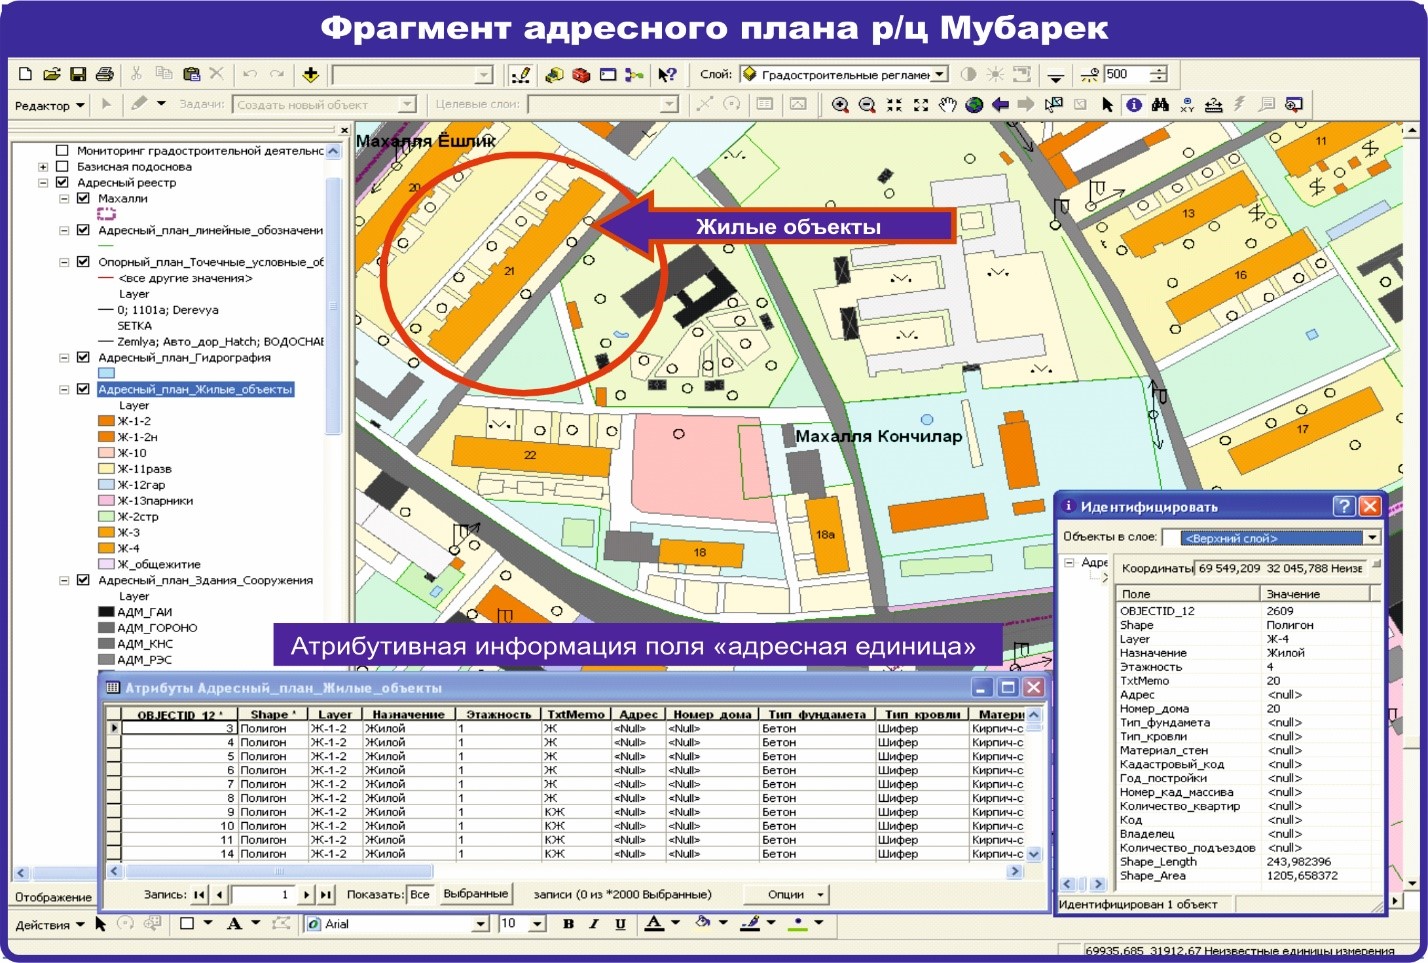 Фрагмент адресного плана р/ц Мубарек
Слой: Градостроительные регламен 500
Редактор Задачи: Создать новый объект Целевые слои:
Мониторинг градостроительной деятельнс
Базисная подоснова
Адресный реестр
Махалли
Адресный_план_линейные_обозначени
Опорный_план_Точечные_условные_об
<все другие значения>
Layer
0; 1101a; Derevya
SETKA
Zemlya; Авто_дор_Hatch; ВОДОСНАБ
Адресный_план_Гидрография
Адресный_план_Жилые_объекты
Layer
Ж-1-2
Ж-1-2н
Ж-10
Ж-11разв
Ж-12гар
Ж-13парники
Ж-2стр
Ж-3
Ж-4
Ж_общежитие
Адресный_план_Здания_Сооружения
Layer
АДМ_ГАИ
АДМ_ГОРОНО
АДМ_КНС
АДМ_РЭС
Отображение
Махалля Ёшлик
Жилые объекты
20
21
11
13
16
17
22
Махалля Кончилар
18
18а
Атрибутивная информация поля «адресная единица»
Идентифицировать
Объекты в слое: <Верхний слой>
Адре
Координаты 69 549,209 32 045,788 Неизе
Поле Значение
OBJECTID_12 2609
Shape Полигон
Layer Ж-4
Назначение Жилой
Этажность 4
TxtMemo 20
Адрес <null>
Номер_дома 20
Тип_фундамета <null>
Тип_кровли <null>
Материал_стен <null>
Кадастровый_код <null>
Год_постройки <null>
Номер_кад_массива <null>
Количество_квартир <null>
Код <null>
Владелец <null>
Количество_подъездов <null>
Shape_Length 243,982396
Shape_Area 1205,658372
Идентифицирован 1 объект
Атрибуты Адресный_план_Жилые_объекты
OBJECTID_12 * Shape * Layer Назначение Этажность TxtMemo Адрес Номер_дома Тип_фундамета Тип_кровли Матери
3 Полигон Ж-1-2 Жилой 1 Ж <Null> <Null> Бетон Шифер Кирпич-с
4 Полигон Ж-1-2 Жилой 1 Ж <Null> <Null> Бетон Шифер Кирпич-с
5 Полигон Ж-1-2 Жилой 1 Ж <Null> <Null> Бетон Шифер Кирпич-с
6 Полигон Ж-1-2 Жилой 1 Ж <Null> <Null> Бетон Шифер Кирпич-с
7 Полигон Ж-1-2 Жилой 1 Ж <Null> <Null> Бетон Шифер Кирпич-с
8 Полигон Ж-1-2 Жилой 1 Ж <Null> <Null> Бетон Шифер Кирпич-с
9 Полигон Ж-1-2 Жилой 1 КЖ <Null> <Null> Бетон Шифер Кирпич-с
10 Полигон Ж-1-2 Жилой 1 КЖ <Null> <Null> Бетон Шифер Кирпич-с
11 Полигон Ж-1-2 Жилой 1 КЖ <Null> <Null> Бетон Шифер Кирпич-с
14 Полигон Ж-1-2 Жилой 1 КЖ <Null> <Null> Бетон Шифер Кирпич-с
Запись: 1 Показать: Все Выбранные записи (0 из *2000 Выбранные) Опции
Действия A Arial 10 B I U A
69935,685 31912,67 Неизвестные единицы измерения